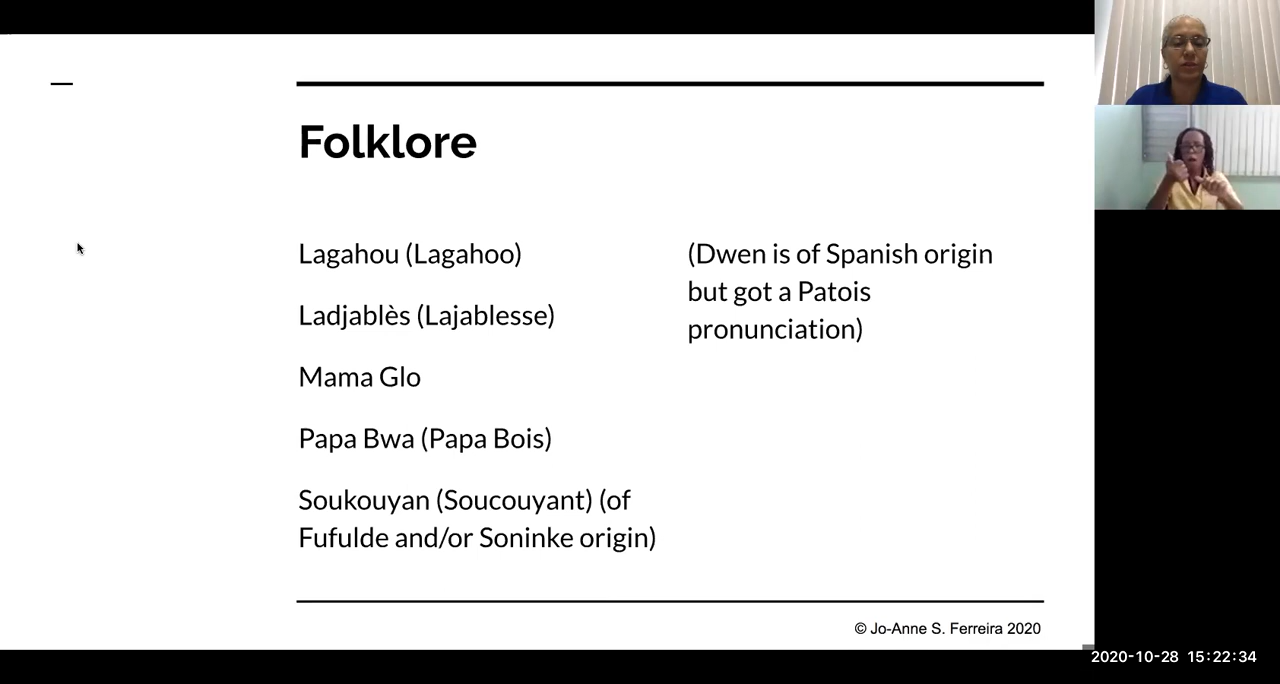 Folklore
Lagahou (Lagahoo)
Ladjablès (Lajablesse)
Mama Glo
Papa Bwa (Papa Bois)
Soukouyan (Soucouyant) (of
Fufulde and/or Soninke origin)
(Dwen is of Spanish origin
but got a Patois
pronunciation)
© Jo-Anne S. Ferreira 2020
2020-10-28 15:22:34